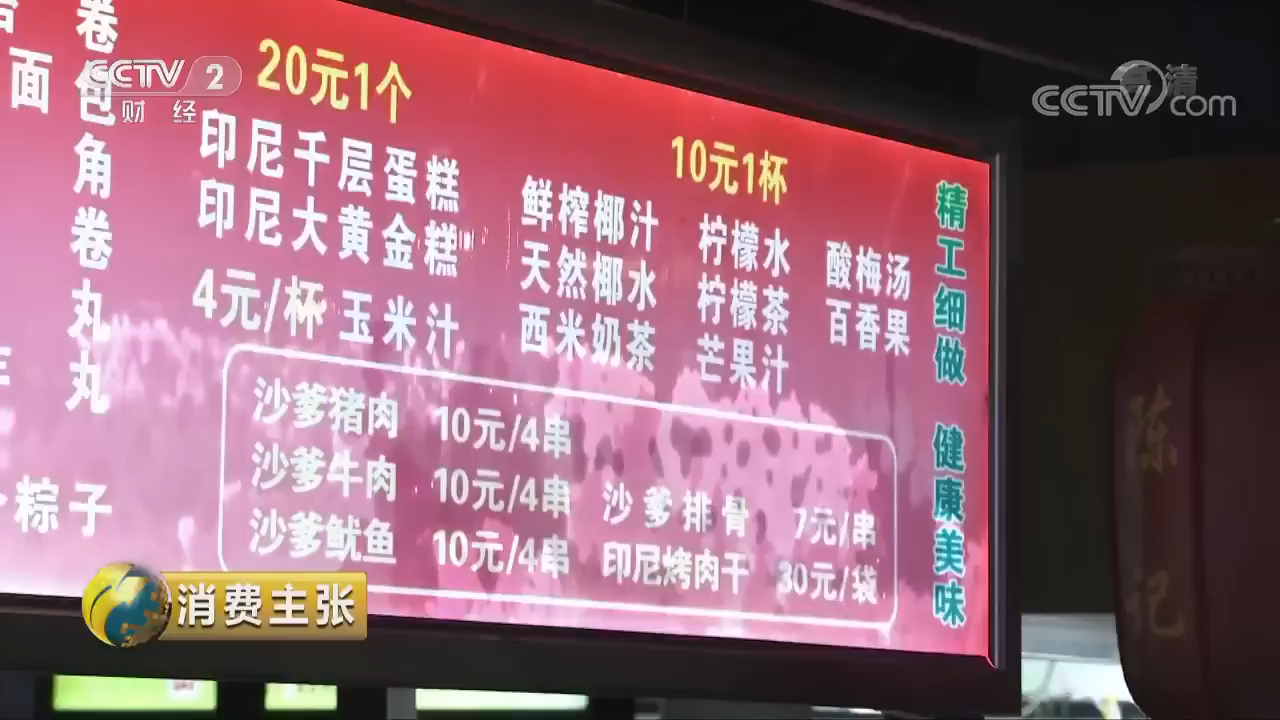 CCTV 2
财经
CCTV.com
高清
面
卷
包
角
卷
丸
丸
粽子
20元1个
印尼千层蛋糕
印尼大黄金糕
4元/杯 玉米汁
10元1杯
鲜榨椰汁 柠檬水 酸梅汤
天然椰水 柠檬茶 百香果
西米奶茶 芒果汁
沙爹猪肉 10元/4串
沙爹牛肉 10元/4串 沙爹排骨 7元/串
沙爹鱿鱼 10元/4串 印尼烤肉干 30元/袋
精工细做 健康美味
陈记
消费主张